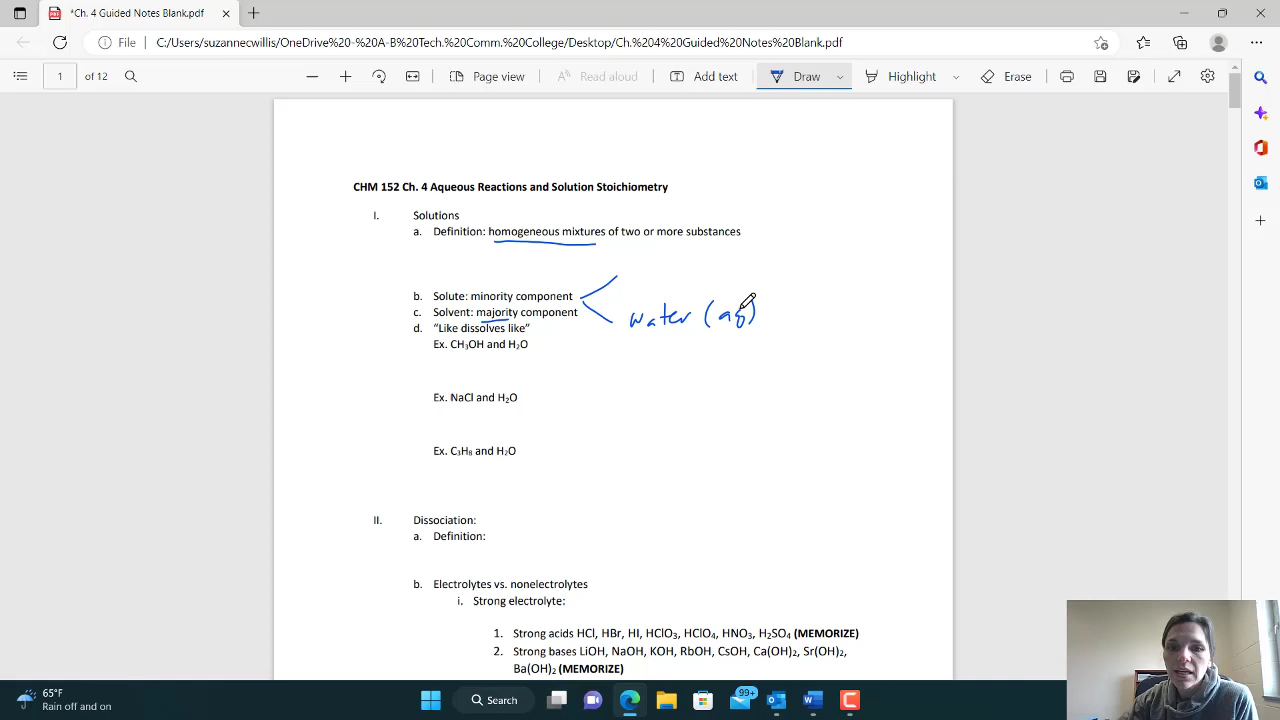 *Ch. 4 Guided Notes Blank.pdf
File C:/Users/suzannecwillis/OneDrive%20-%20A-B%20Tech.%20Comm.%20College/Desktop/Ch.%204%20Guided%20Notes%20Blank.pdf
1 of 12 Page view Read aloud Add text Draw Highlight Erase
CHM 152 Ch. 4 Aqueous Reactions and Solution Stoichiometry
I. Solutions
a. Definition: homogeneous mixtures of two or more substances
b. Solute: minority component
c. Solvent: majority component
water (aq)
d. “Like dissolves like”
Ex. CH₃OH and H₂O
Ex. NaCl and H₂O
Ex. C₃H₈ and H₂O
II. Dissociation:
a. Definition:
b. Electrolytes vs. nonelectrolytes
i. Strong electrolyte:
1. Strong acids HCl, HBr, HI, HClO₃, HClO₄, HNO₃, H₂SO₄ (MEMORIZE)
2. Strong bases LiOH, NaOH, KOH, RbOH, CsOH, Ca(OH)₂, Sr(OH)₂,
Ba(OH)₂ (MEMORIZE)
65°F
Rain off and on
Search
99+